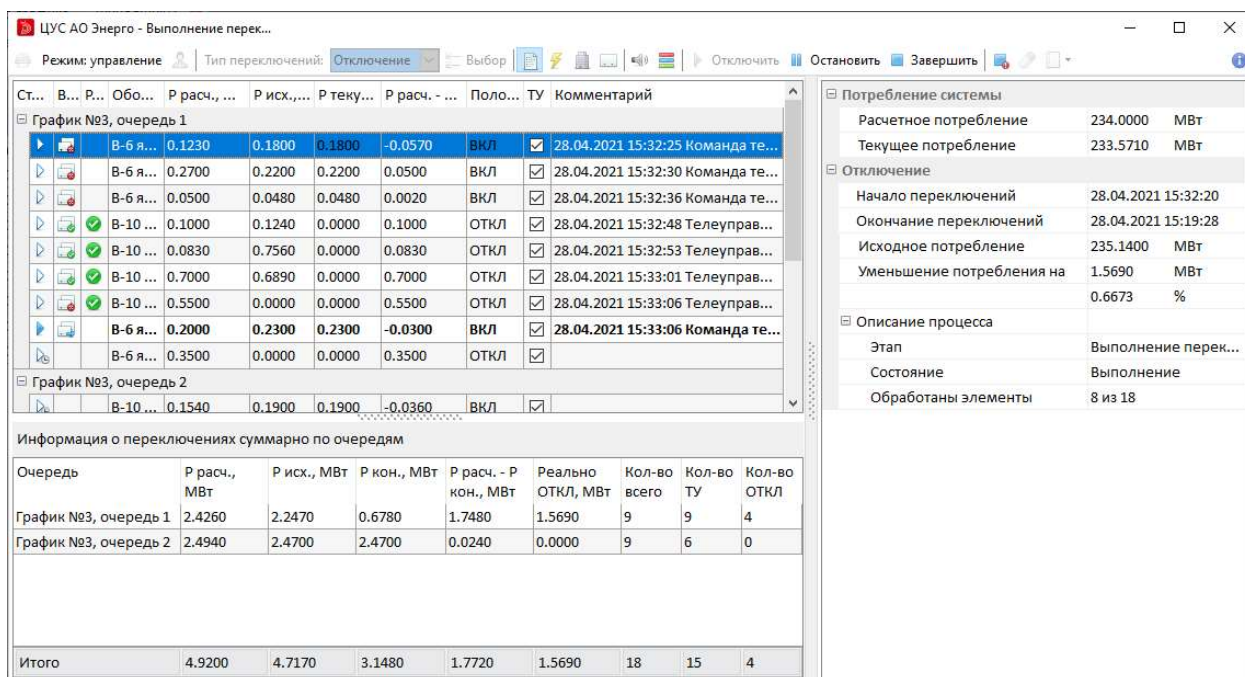 ЦУС АО Энерго - Выполнение перек...
Режим: управление Тип переключений: Отключение Выбор Отключить Остановить Завершить
Ст... В... Р... Обо... Р расч., ... Р исх.,... Р теку... Р расч. - ... Поло... ТУ Комментарий
График №3, очередь 1
В-6 я... 0.1230 0.1800 0.1800 -0.0570 ВКЛ 28.04.2021 15:32:25 Команда те...
В-6 я... 0.2700 0.2200 0.2200 0.0500 ВКЛ 28.04.2021 15:32:30 Команда те...
В-6 я... 0.0500 0.0480 0.0480 0.0020 ВКЛ 28.04.2021 15:32:36 Команда те...
В-10 ... 0.1000 0.1240 0.0000 0.1000 ОТКЛ 28.04.2021 15:32:48 Телеуправ...
В-10 ... 0.0830 0.7560 0.0000 0.0830 ОТКЛ 28.04.2021 15:32:53 Телеуправ...
В-10 ... 0.7000 0.6890 0.0000 0.7000 ОТКЛ 28.04.2021 15:33:01 Телеуправ...
В-10 ... 0.5500 0.0000 0.0000 0.5500 ОТКЛ 28.04.2021 15:33:06 Телеуправ...
В-6 я... 0.2000 0.2300 0.2300 -0.0300 ВКЛ 28.04.2021 15:33:06 Команда те...
В-6 я... 0.3500 0.0000 0.0000 0.3500 ОТКЛ
График №3, очередь 2
В-10 ... 0.1540 0.1900 0.1900 -0.0360 ВКЛ
Потребление системы
Расчетное потребление 234.0000 МВт
Текущее потребление 233.5710 МВт
Отключение
Начало переключений 28.04.2021 15:32:20
Окончание переключений 28.04.2021 15:19:28
Исходное потребление 235.1400 МВт
Уменьшение потребления на 1.5690 МВт
0.6673 %
Описание процесса
Этап Выполнение перек...
Состояние Выполнение
Обработаны элементы 8 из 18
Информация о переключениях суммарно по очередям
Очередь Р расч., Р исх., МВт Р кон., МВт Р расч. - Р Реально Кол-во Кол-во Кол-во
МВт кон., МВт ОТКЛ, МВт всего ТУ ОТКЛ
График №3, очередь 1 2.4260 2.2470 0.6780 1.7480 1.5690 9 9 4
График №3, очередь 2 2.4940 2.4700 2.4700 0.0240 0.0000 9 6 0
Итого 4.9200 4.7170 3.1480 1.7720 1.5690 18 15 4